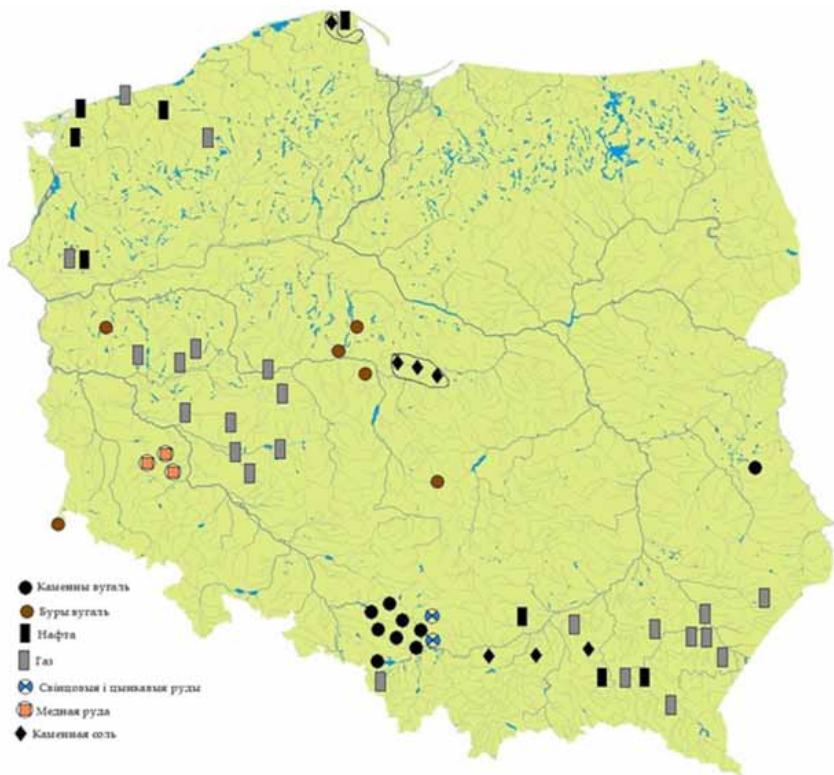 Каменны вугаль
Буры вугаль
Нафта
Газ
Свінцовыя і цынкавыя руды
Медная руда
Каменная соль